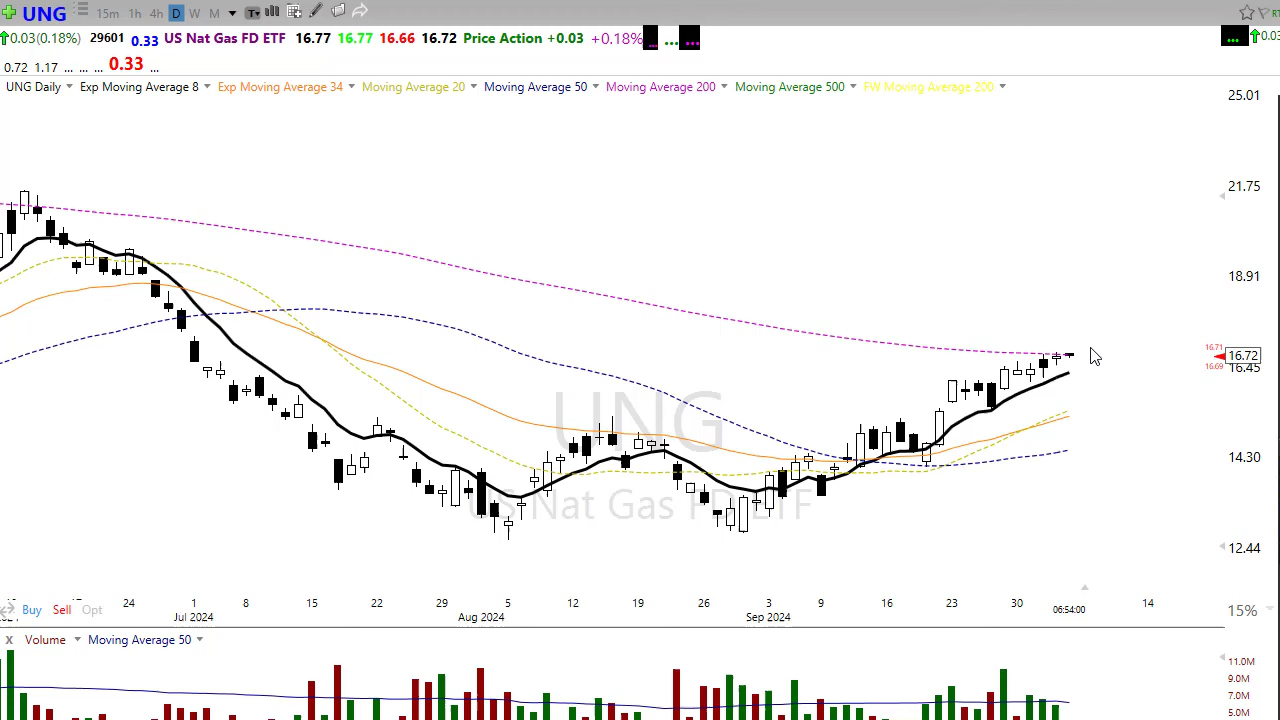 UNG 15m 1h 4h D W M T
0.03(0.18%) 29601 0.33 US Nat Gas FD ETF 16.77 16.77 16.66 16.72 Price Action +0.03 +0.18% ... ... ... ... 0.03
0.72 1.17 ... ... ... 0.33 ...
UNG Daily Exp Moving Average 8 Exp Moving Average 34 Moving Average 20 Moving Average 50 Moving Average 200 Moving Average 500 FW Moving Average 200
25.01
21.75
18.91
16.71
16.72
16.69
16.45
14.30
12.44
UNG
US Nat Gas FD ETF
24 1 8 15 22 29 5 12 19 26 3 9 16 23 30 14
Buy Sell Opt 06:54:00 15%
Jul 2024 Aug 2024 Sep 2024
x Volume Moving Average 50
11.0M
9.0M
7.0M
5.0M